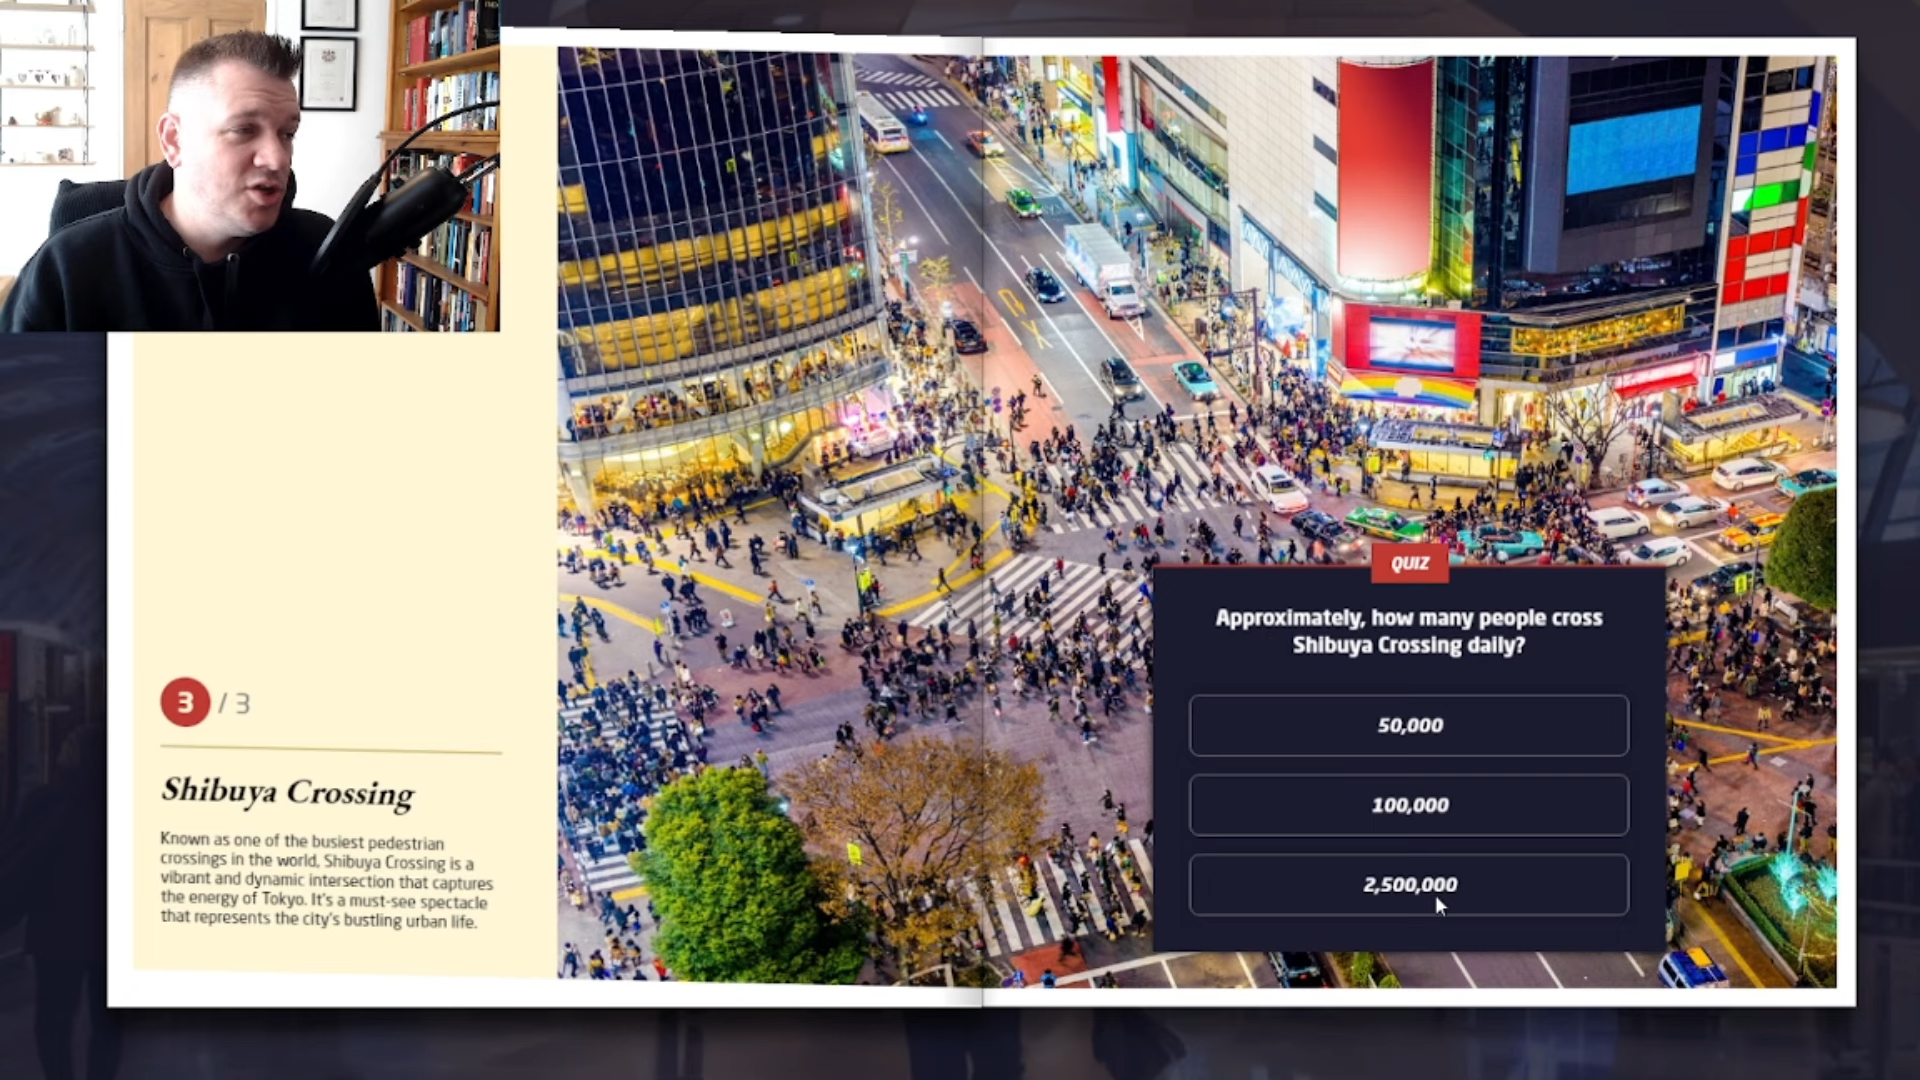 3 / 3
Shibuya Crossing
Known as one of the busiest pedestrian
crossings in the world, Shibuya Crossing is a
vibrant and dynamic intersection that captures
the energy of Tokyo. It's a must-see spectacle
that represents the city's bustling urban life.
QUIZ
Approximately, how many people cross
Shibuya Crossing daily?
50,000
100,000
2,500,000